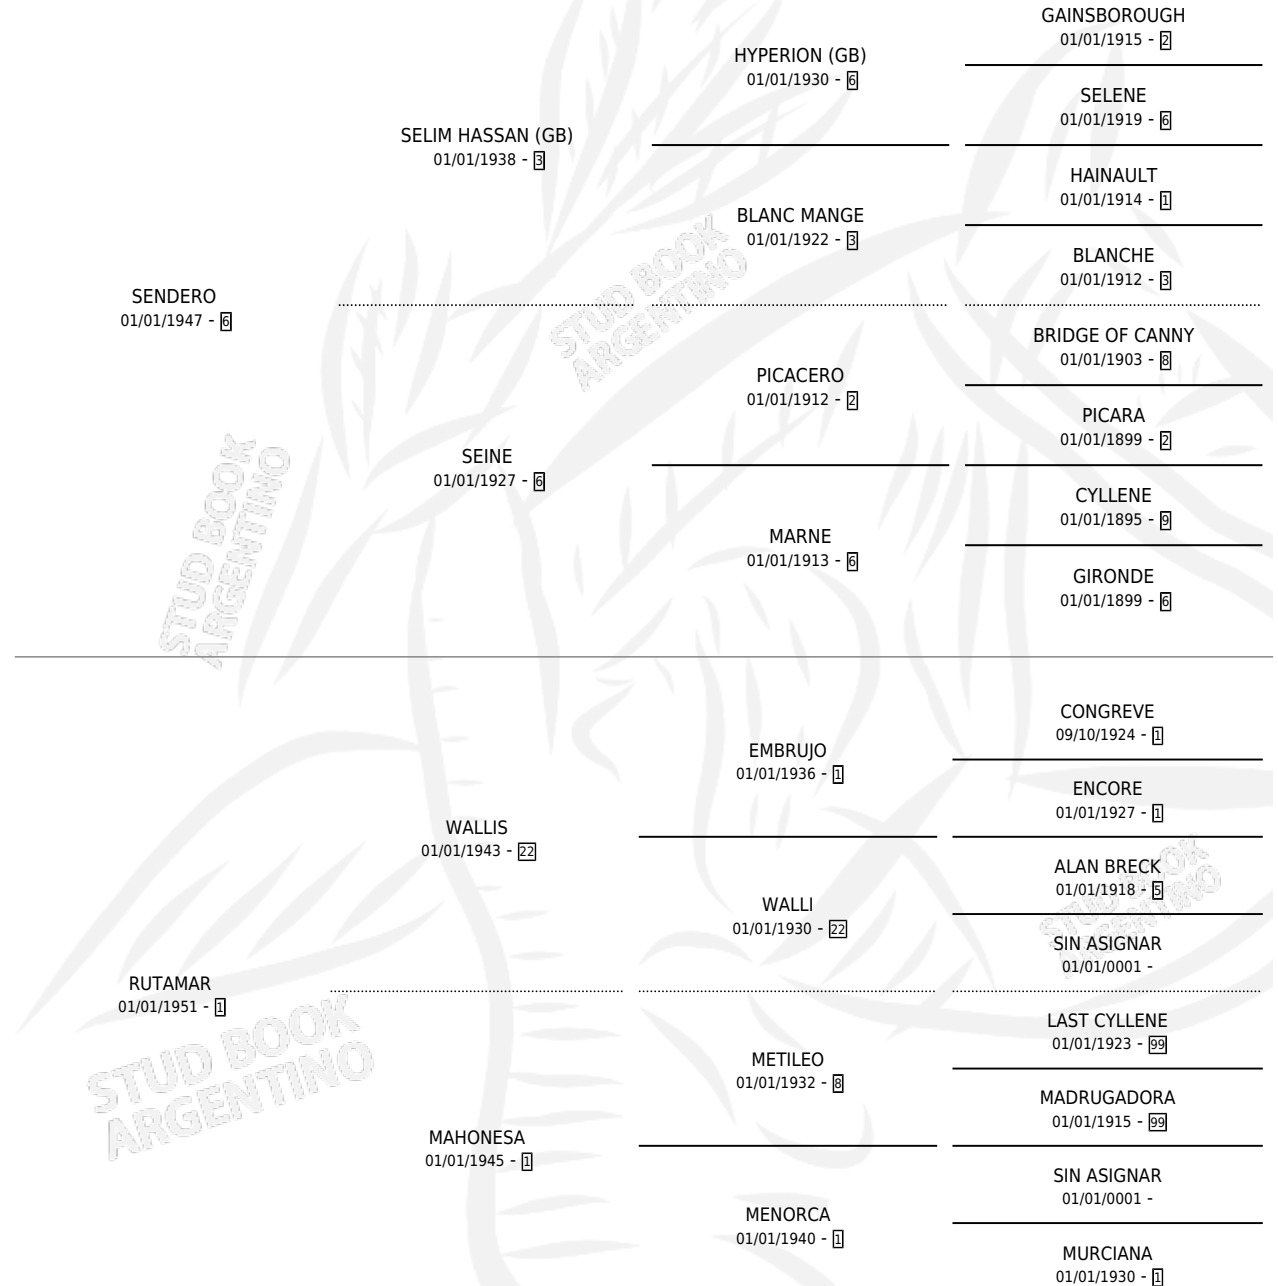 GAINSBOROUGH
01/01/1915 - 2
HYPERION (GB)
01/01/1930 - 6
SELENE
01/01/1919 - 6
SELIM HASSAN (GB)
01/01/1938 - 3
HAINAULT
01/01/1914 - 1
BLANC MANGE
01/01/1922 - 3
BLANCHE
01/01/1912 - 3
SENDERO
01/01/1947 - 6
BRIDGE OF CANNY
01/01/1903 - 8
PICACERO
01/01/1912 - 2
PICARA
01/01/1899 - 2
SEINE
01/01/1927 - 6
CYLLENE
01/01/1895 - 9
MARNE
01/01/1913 - 6
GIRONDE
01/01/1899 - 6
CONGREVE
09/10/1924 - 1
EMBRUJO
01/01/1936 - 1
ENCORE
01/01/1927 - 1
WALLIS
01/01/1943 - 22
ALAN BRECK
01/01/1918 - 5
WALLI
01/01/1930 - 22
SIN ASIGNAR
01/01/0001 -
RUTAMAR
01/01/1951 - 1
LAST CYLLENE
01/01/1923 - 99
METILEO
01/01/1932 - 8
MADRUGADORA
01/01/1915 - 99
MAHONESA
01/01/1945 - 1
SIN ASIGNAR
01/01/0001 -
MENORCA
01/01/1940 - 1
MURCIANA
01/01/1930 - 1
STUD BOOK
ARGENTINO
STUD BOOK
ARGENTINO
STUD BOOK
ARGENTINO
STUD BOOK
ARGENTINO